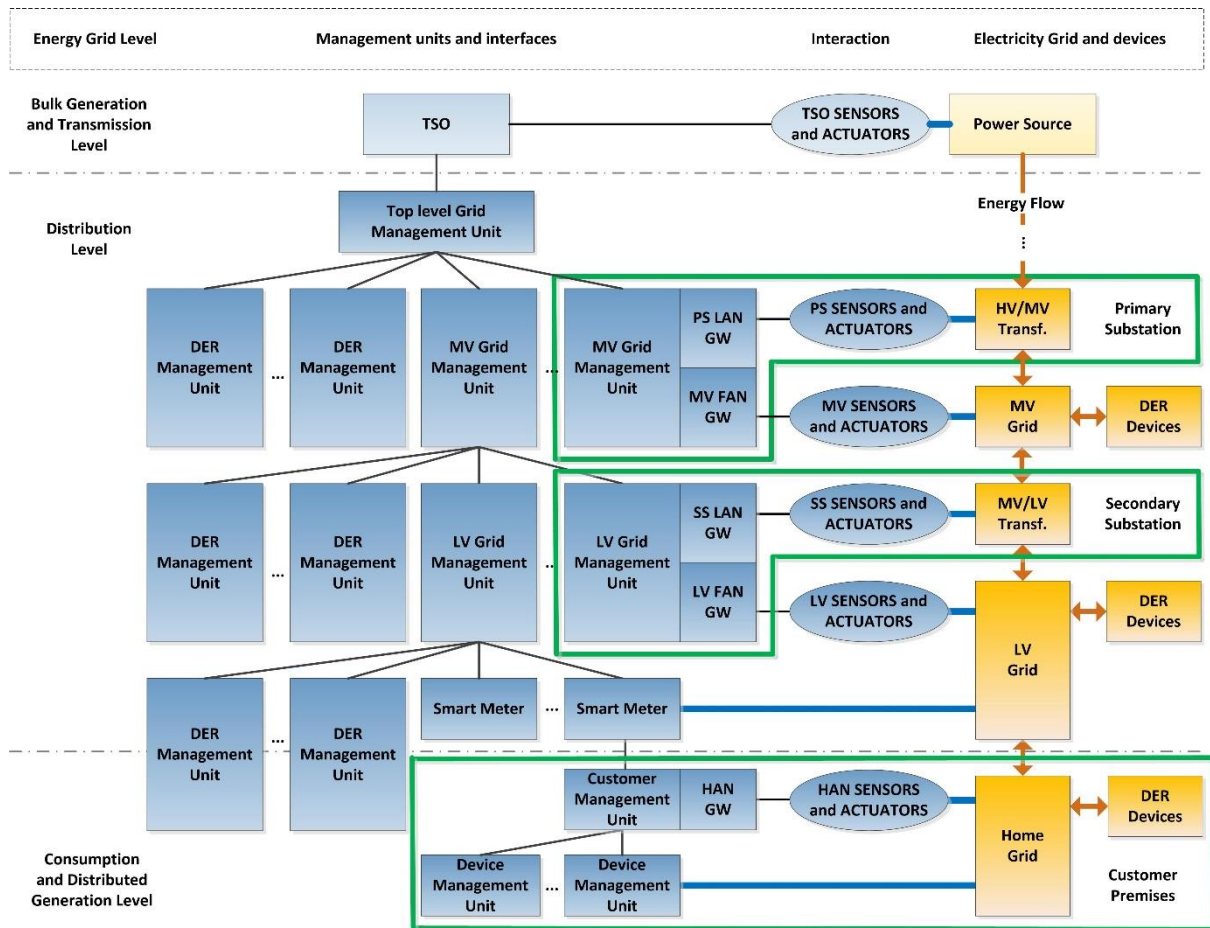 Energy Grid Level
Management units and interfaces
Interaction
Electricity Grid and devices
Bulk Generation
and Transmission
Level
TSO
TSO SENSORS
and ACTUATORS
Power Source
Distribution
Level
Top level Grid
Management Unit
Energy Flow
...
DER
Management
Unit
...
DER
Management
Unit
MV Grid
Management
Unit
...
MV Grid
Management
Unit
PS LAN
GW
MV FAN
GW
PS SENSORS and
ACTUATORS
HV/MV
Transf.
Primary
Substation
MV SENSORS
and ACTUATORS
MV
Grid
DER
Devices
DER
Management
Unit
...
DER
Management
Unit
LV Grid
Management
Unit
...
LV Grid
Management
Unit
SS LAN
GW
LV FAN
GW
SS SENSORS and
ACTUATORS
MV/LV
Transf.
Secondary
Substation
LV SENSORS and
ACTUATORS
LV
Grid
DER
Devices
DER
Management
Unit
...
DER
Management
Unit
Smart Meter
...
Smart Meter
Consumption
and Distributed
Generation Level
Customer
Management
Unit
HAN
GW
HAN SENSORS
and ACTUATORS
Home
Grid
DER
Devices
Device
Management
Unit
...
Device
Management
Unit
Customer
Premises